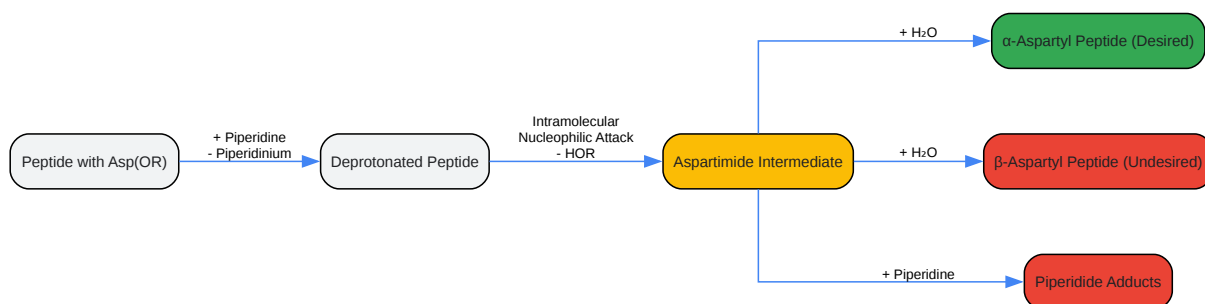 Peptide with Asp(OR)
+ Piperidine
- Piperidinium
Deprotonated Peptide
Intramolecular
Nucleophilic Attack
- HOR
Aspartimide Intermediate
+ H₂O
α-Aspartyl Peptide (Desired)
+ H₂O
β-Aspartyl Peptide (Undesired)
+ Piperidine
Piperidide Adducts